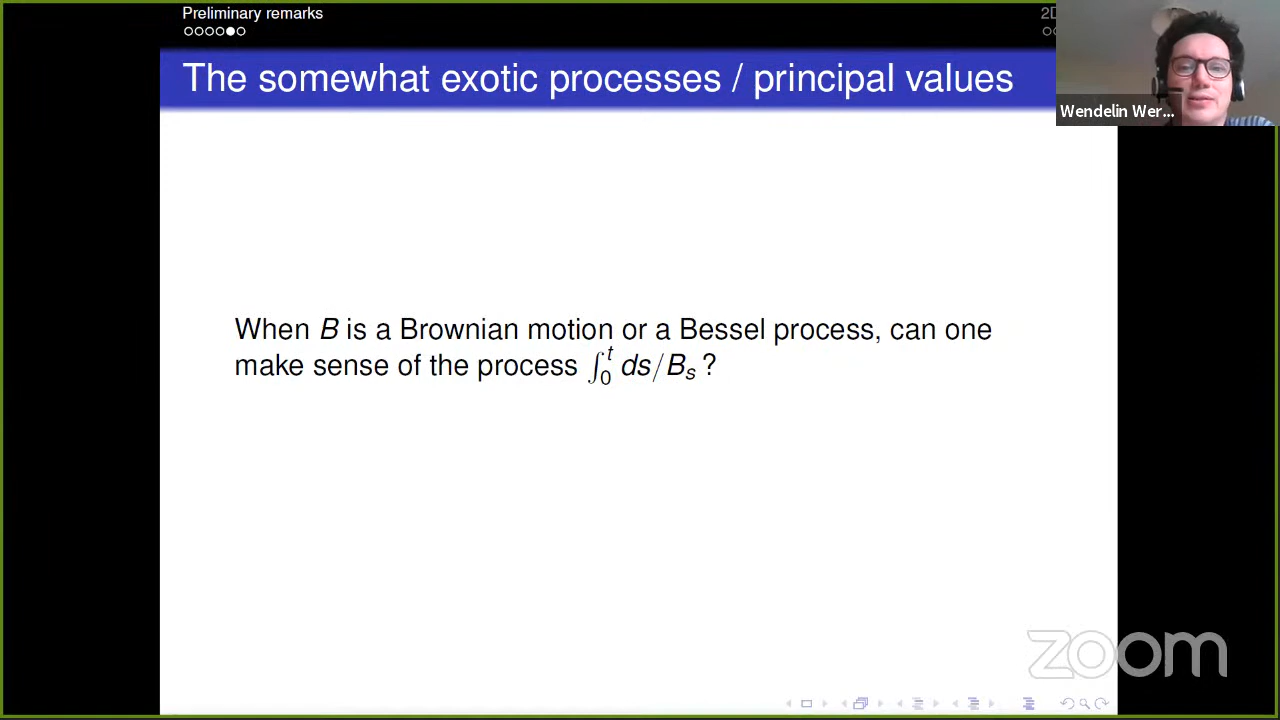 Preliminary remarks
2D
The somewhat exotic processes / principal values
Wendelin Wer...
When B is a Brownian motion or a Bessel process, can one
make sense of the process ∫₀ᵗ ds/Bₛ ?
zoom